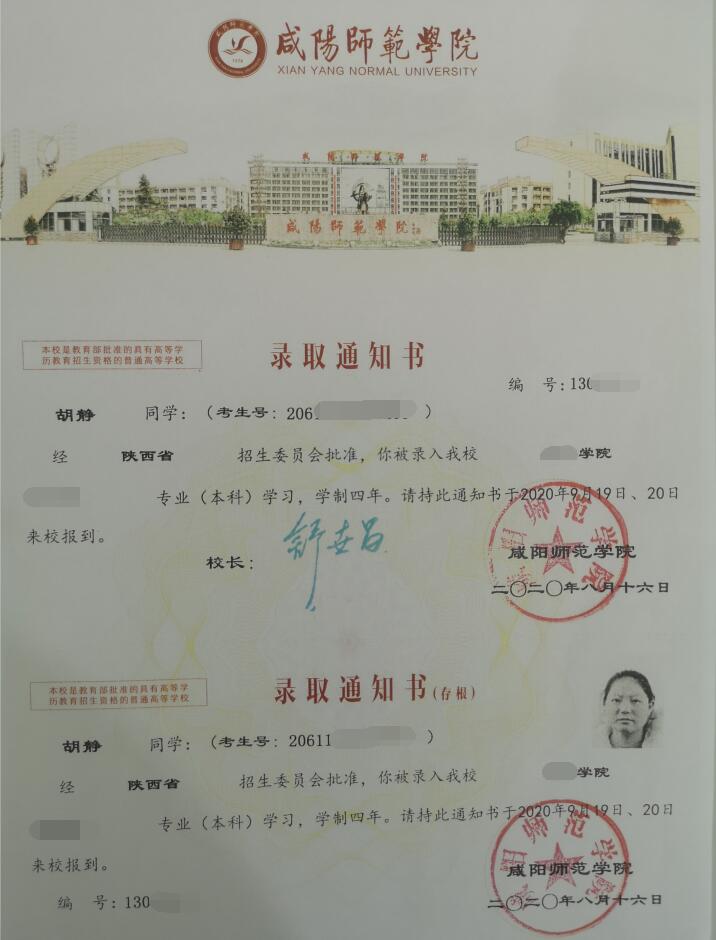 咸陽師範學院
XIAN YANG NORMAL UNIVERSITY
咸陽師範學院
咸陽師範學院
录取通知书
本校是教育部批准的具有高等学
历教育招生资格的普通高等学校
编 号:130
胡静 同学:(考生号:2061 )
经 陕西省 招生委员会批准,你被录入我校 学院
专业(本科)学习,学制四年。请持此通知书于2020年9月19日、20日
来校报到。
校长: 舒世昌
咸阳师范学院
二〇二〇年八月十六日
录取通知书(存根)
本校是教育部批准的具有高等学
历教育招生资格的普通高等学校
胡静 同学:(考生号:20611 )
经 陕西省 招生委员会批准,你被录入我校 学院
专业(本科)学习,学制四年。请持此通知书于2020年9月19日、20日
来校报到。
咸阳师范学院
编 号:130
二〇二〇年八月十六日